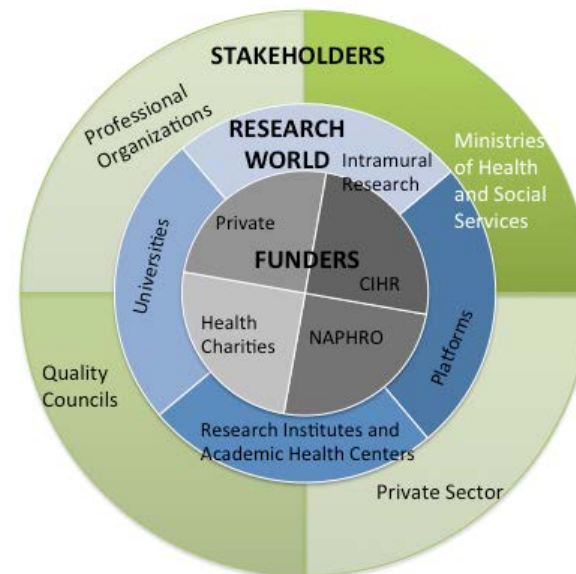 STAKEHOLDERS
Professional
Organizations
RESEARCH
WORLD
Intramural
Research
Ministries
of Health
and Social
Services
Universities
Private
FUNDERS
CIHR
Health
Charities
NAPHRO
Platforms
Quality
Councils
Research Institutes and
Academic Health Centers
Private Sector